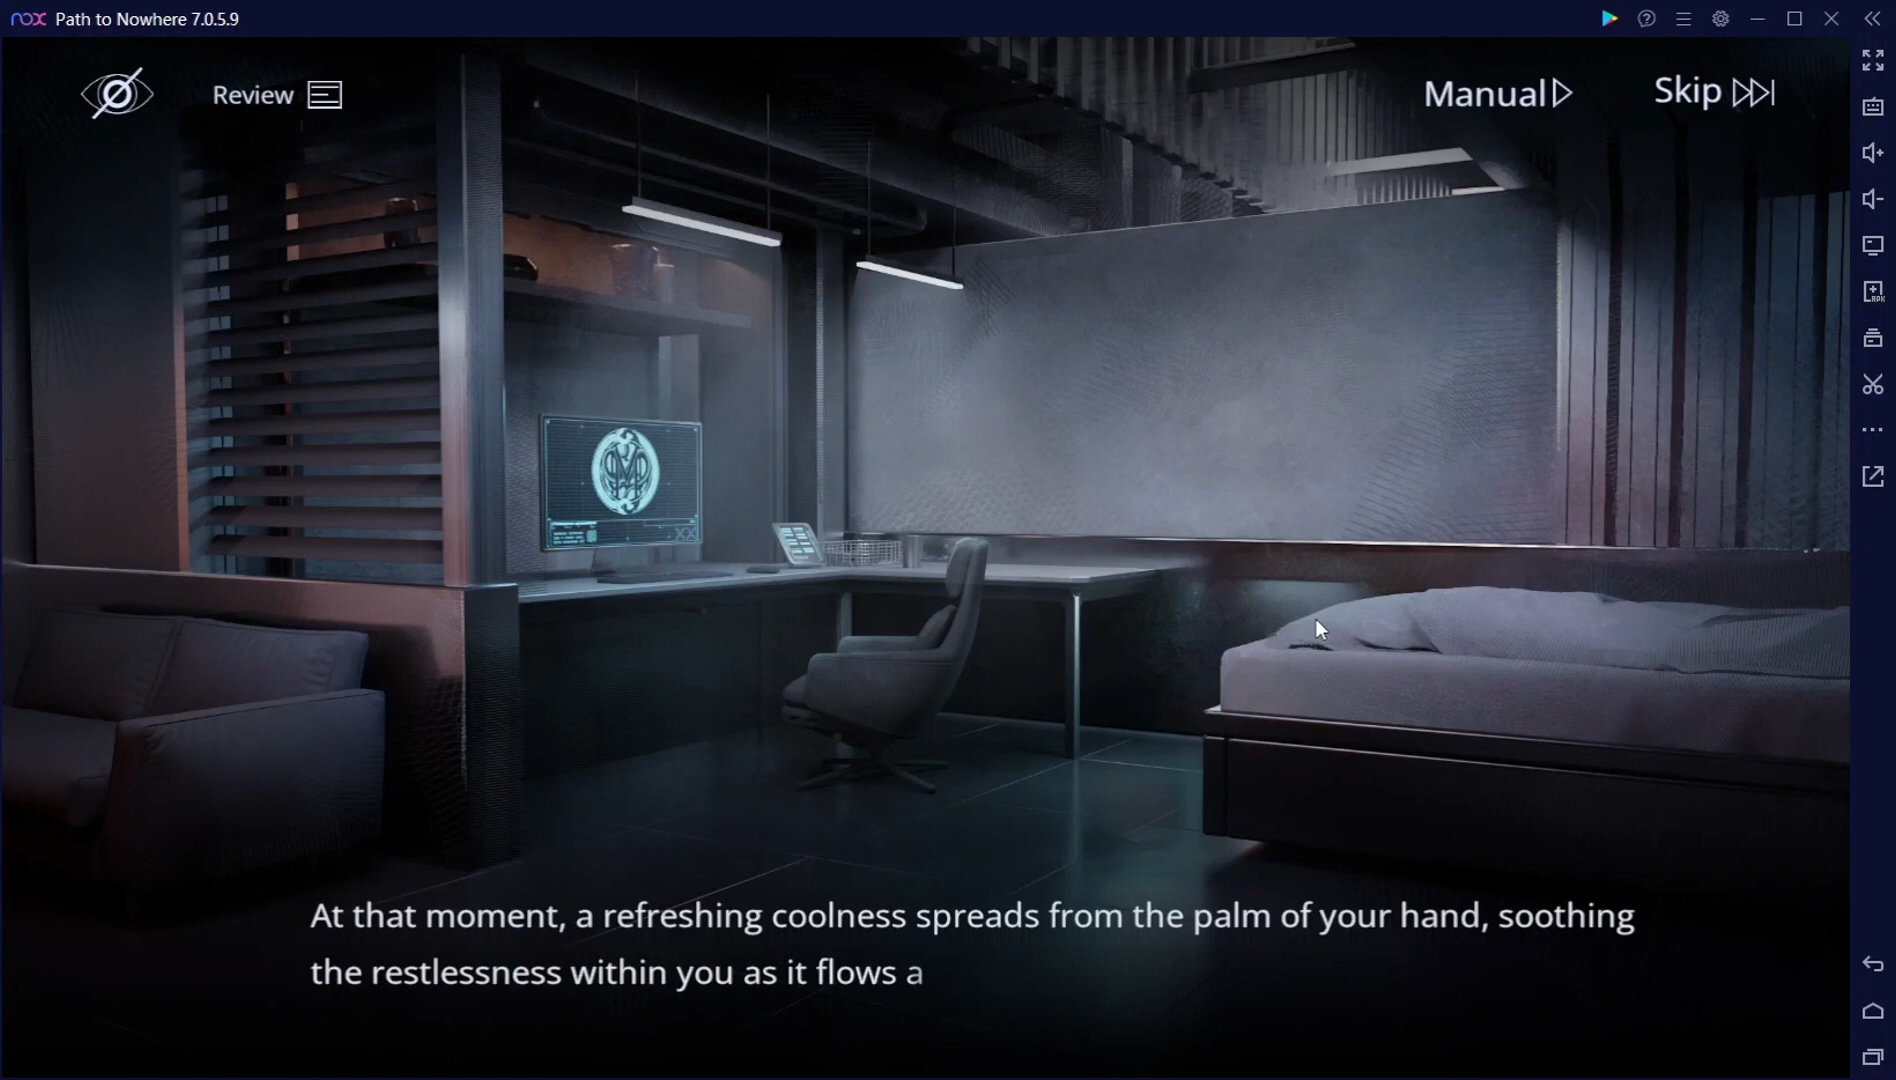 nox Path to Nowhere 7.0.5.9
Review
Manual
Skip
At that moment, a refreshing coolness spreads from the palm of your hand, soothing
the restlessness within you as it flows a